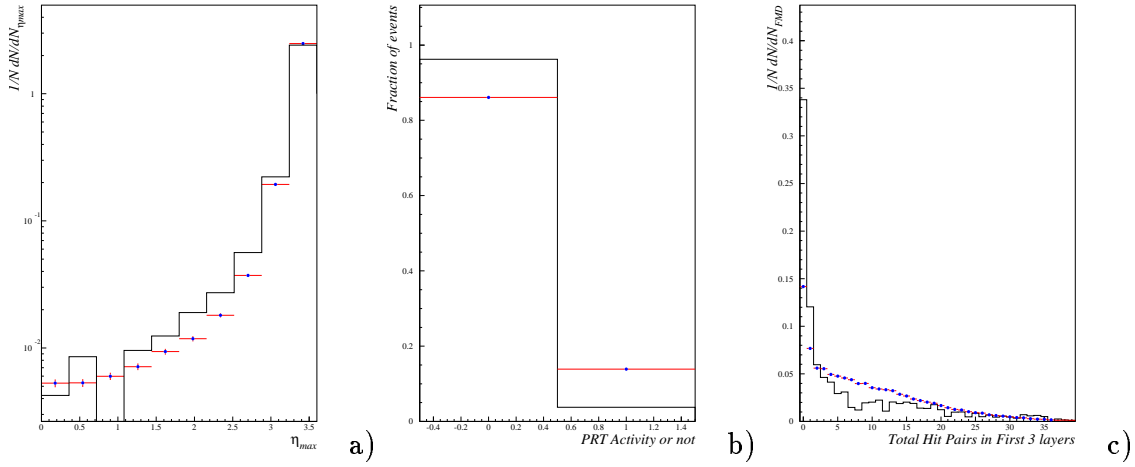 1/N dN/dN_ηmax
1
10^-1
10^-2
0 0.5 1 1.5 2 2.5 3 3.5
η_max
a)
Fraction of events
1
0.8
0.6
0.4
0.2
0
-0.4 -0.2 0 0.2 0.4 0.6 0.8 1 1.2 1.4
PRT Activity or not
b)
1/N dN/dN_FMD
0.4
0.35
0.3
0.25
0.2
0.15
0.1
0.05
0
0 5 10 15 20 25 30 35
Total Hit Pairs in First 3 layers
c)